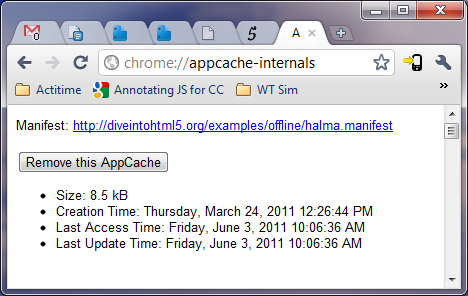 0
5
A
chrome://appcache-internals
Actitime Annotating JS for CC WT Sim
Manifest: http://diveintohtml5.org/examples/offline/halma.manifest
Remove this AppCache
Size: 8.5 kB
Creation Time: Thursday, March 24, 2011 12:26:44 PM
Last Access Time: Friday, June 3, 2011 10:06:36 AM
Last Update Time: Friday, June 3, 2011 10:06:36 AM